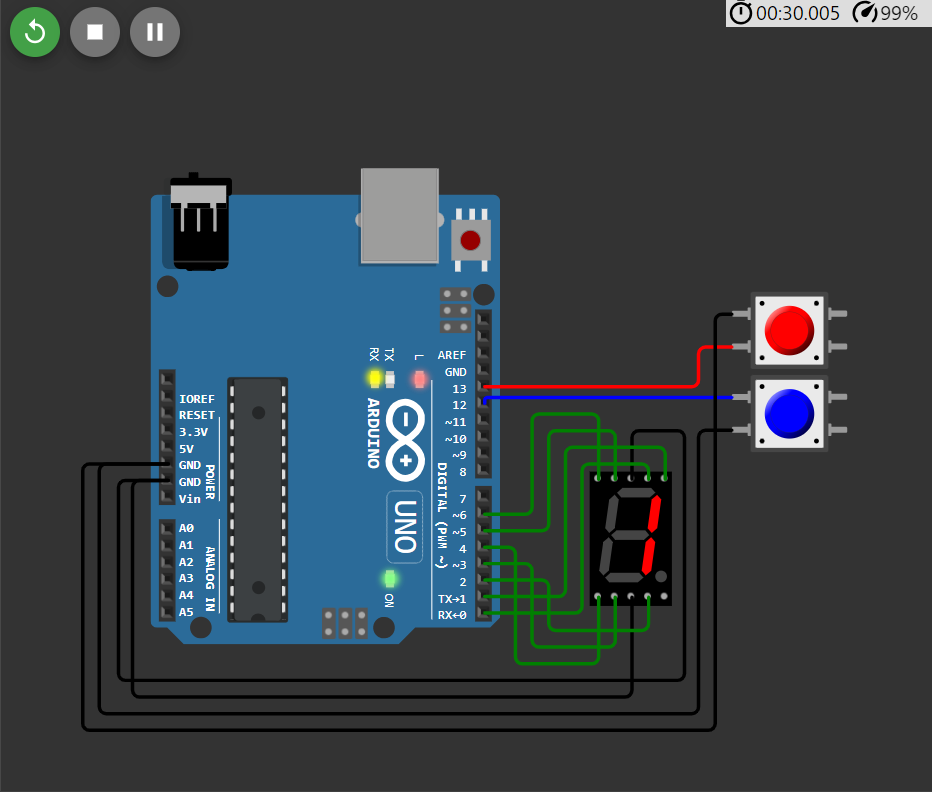 00:30.005 99%
RX
TX
L
AREF
GND
13
12
~11
~10
~9
8
7
~6
~5
4
~3
2
TX→1
RX←0
DIGITAL (PWM ~)
ARDUINO
UNO
ON
IOREF
RESET
3.3V
5V
GND
GND
Vin
POWER
A0
A1
A2
A3
A4
A5
ANALOG IN
1